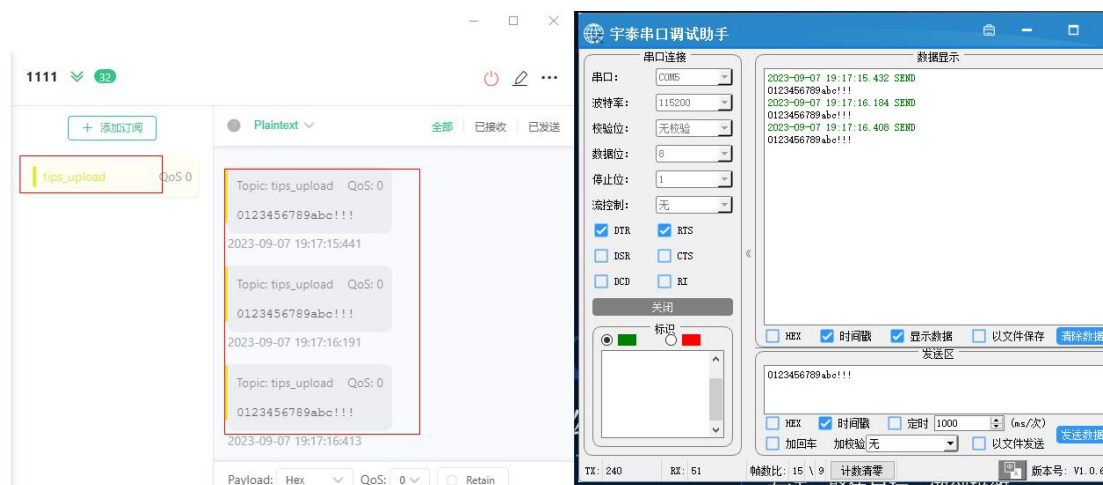 1111 32
添加订阅
Plaintext
全部 已接收 已发送
tips_upload QoS 0
Topic: tips_upload QoS: 0
0123456789abc!!!
2023-09-07 19:17:15:441
Topic: tips_upload QoS: 0
0123456789abc!!!
2023-09-07 19:17:16:191
Topic: tips_upload QoS: 0
0123456789abc!!!
2023-09-07 19:17:16:413
Payload: Hex QoS: 0 Retain
宇泰串口调试助手
串口连接
串口: COM5
波特率: 115200
校验位: 无校验
数据位: 8
停止位: 1
流控制: 无
DTR RTS
DSR CTS
DCD RI
关闭
标识
数据显示
2023-09-07 19:17:15.432 SEND
0123456789abc!!!
2023-09-07 19:17:16.184 SEND
0123456789abc!!!
2023-09-07 19:17:16.408 SEND
0123456789abc!!!
HEX 时间戳 显示数据 以文件保存 清除数据
发送区
0123456789abc!!!
HEX 时间戳 定时 1000 (ms/次)
加回车 加校验 无 以文件发送 发送数据
TX: 240 RX: 51 帧数比: 15 \ 9 计数清零 版本号: V1.0.6